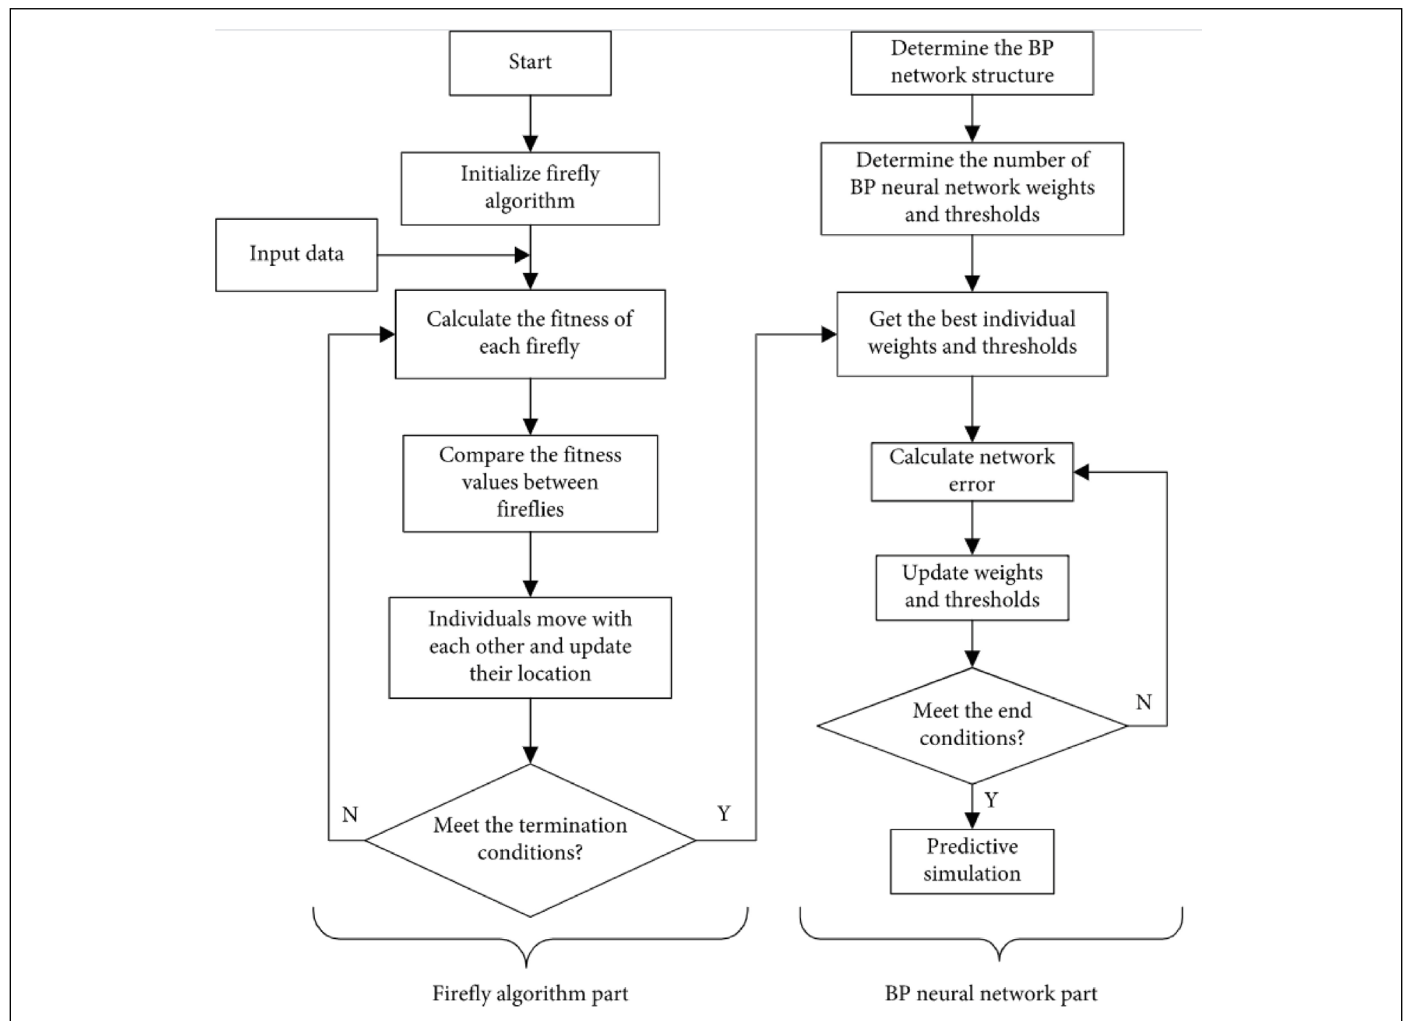 Start
Initialize firefly
algorithm
Input data
Calculate the fitness of
each firefly
Compare the fitness
values between
fireflies
Individuals move with
each other and update
their location
Meet the termination
conditions?
N
Y
Firefly algorithm part
Determine the BP
network structure
Determine the number of
BP neural network weights
and thresholds
Get the best individual
weights and thresholds
Calculate network
error
Update weights
and thresholds
Meet the end
conditions?
N
Y
Predictive
simulation
BP neural network part